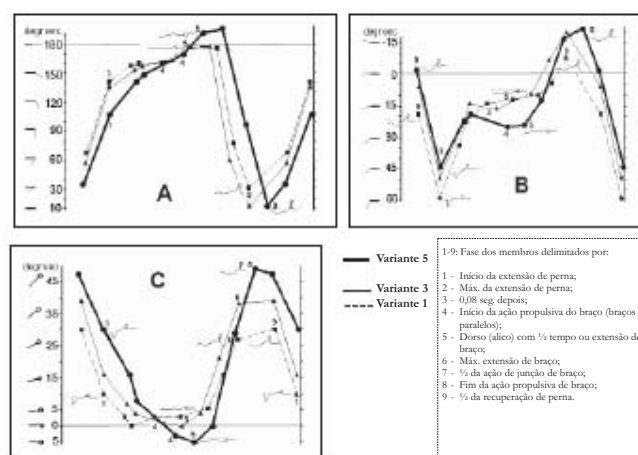 degrees
180
150
120
90
60
30
10
A
degrees
15
0
15
30
45
60
B
degrees
45
35
25
15
5
0
5
C
Variante 5
Variante 3
Variante 1
1-9: Fase dos membros delimitados por:
1 - Início da extensão de perna;
2 - Máx. da extensão de perna;
3 - 0,08 seg. depois;
4 - Início da ação propulsiva do braço (braços
paralelos);
5 - Dorso (alico) com ½ tempo ou extensão de
braço;
6 - Máx. extensão de braço;
7 - ½ da ação de junção de braço;
8 - Fim da ação propulsiva de braço;
9 - ½ da recuperação de perna.